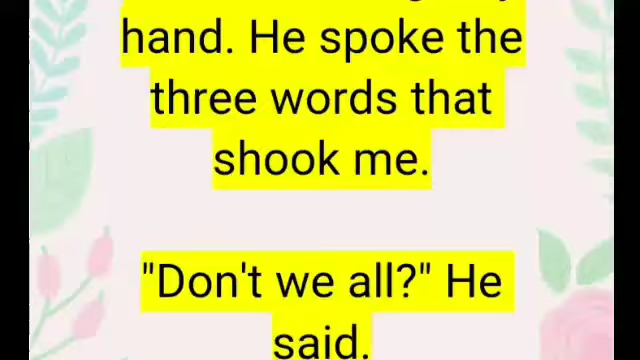 hand. He spoke the
three words that
shook me.
"Don't we all?" He
said.